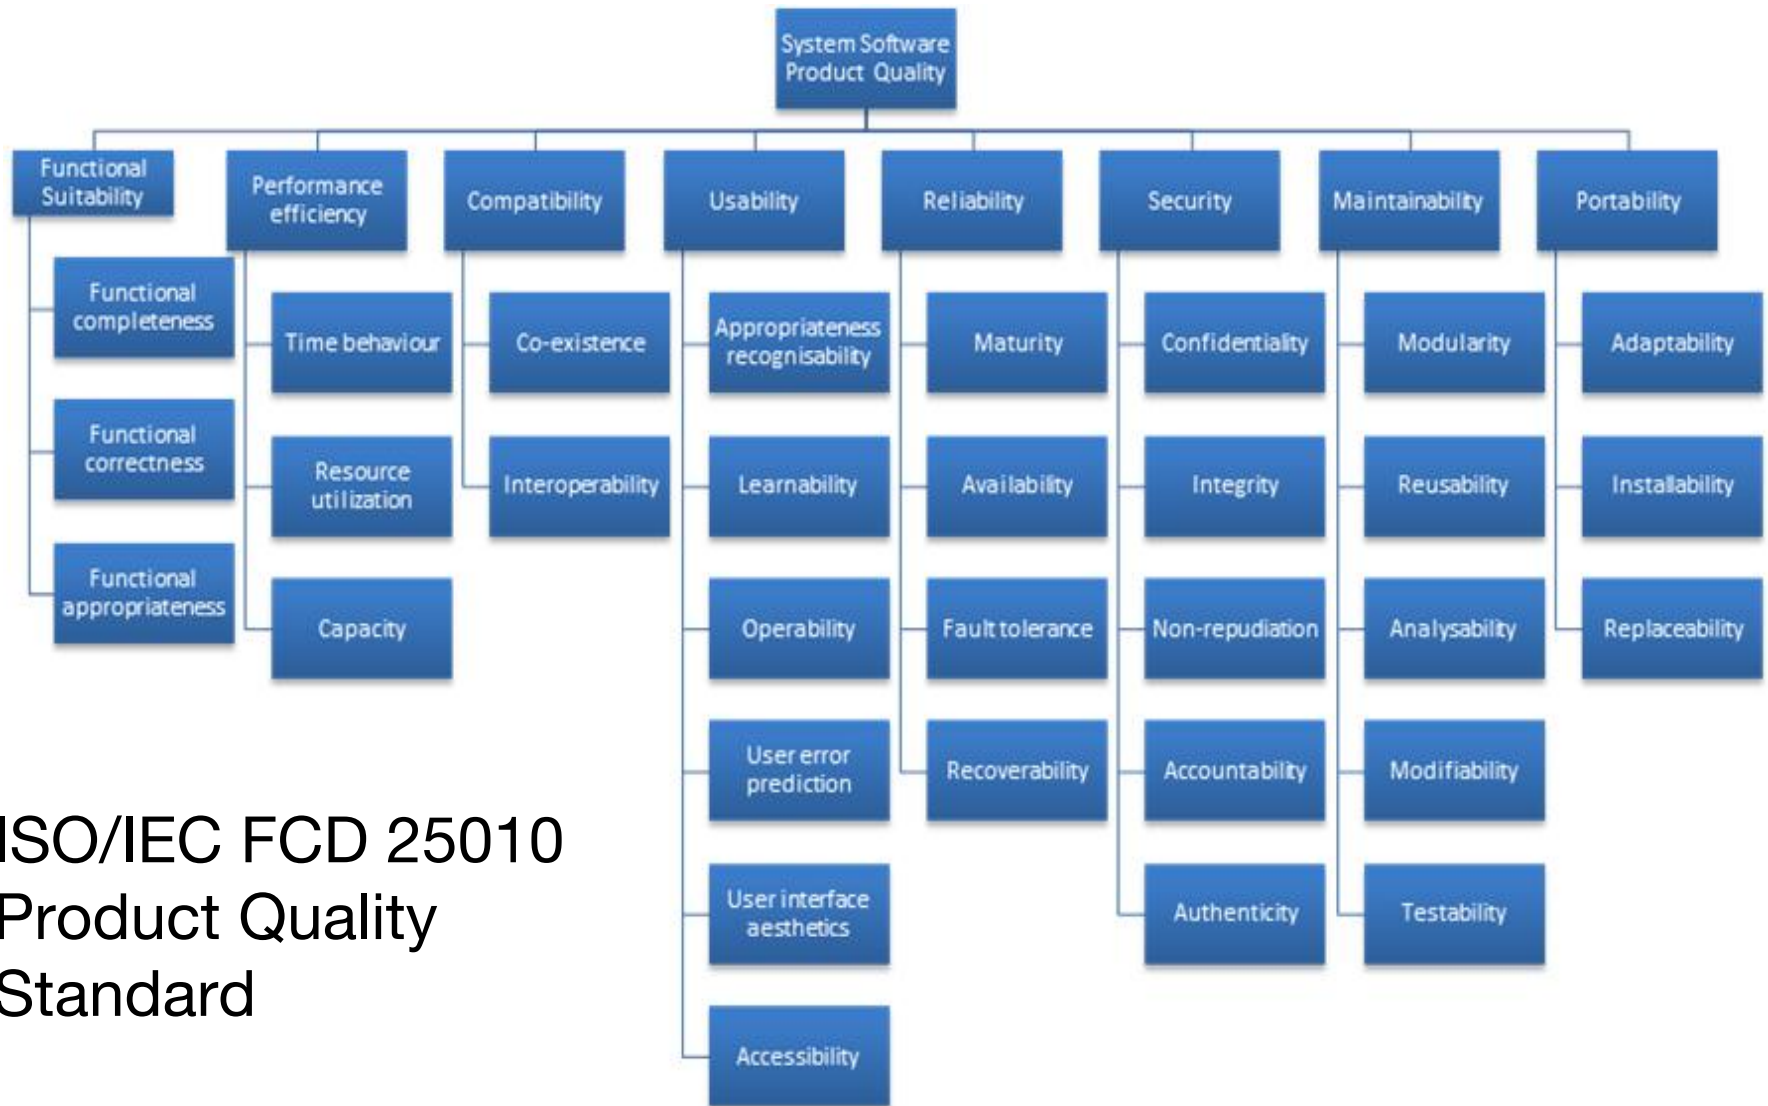 System Software
Product Quality
Functional
Suitability
Functional
completeness
Functional
correctness
Functional
appropriateness
Performance
efficiency
Time behaviour
Resource
utilization
Capacity
Compatibility
Co-existence
Interoperability
Usability
Appropriateness
recognisability
Learnability
Operability
User error
prediction
User interface
aesthetics
Accessibility
Reliability
Maturity
Availability
Fault tolerance
Recoverability
Security
Confidentiality
Integrity
Non-repudiation
Accountability
Authenticity
Maintainability
Modularity
Reusability
Analysability
Modifiability
Testability
Portability
Adaptability
Installability
Replaceability
ISO/IEC FCD 25010
Product Quality
Standard